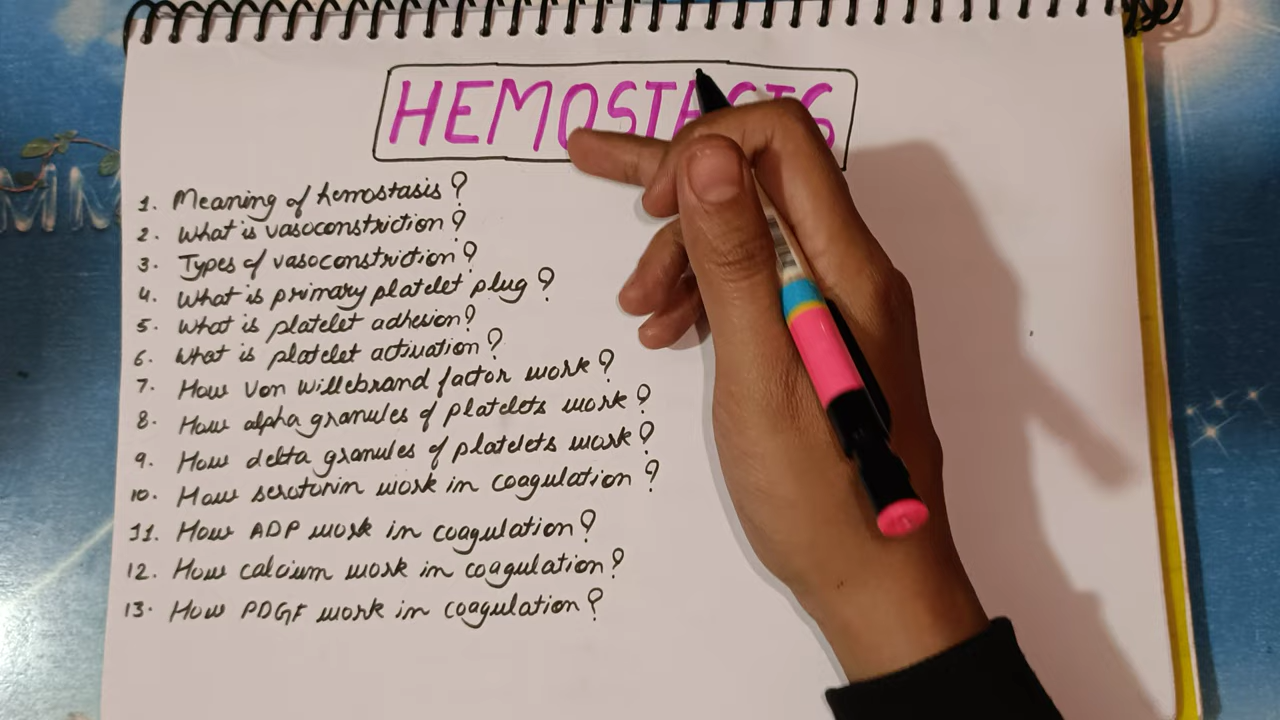 HEMOSTASIS
1. Meaning of hemostasis?
2. What is vasoconstriction?
3. Types of vasoconstriction?
4. What is primary platelet plug?
5. What is platelet adhesion?
6. What is platelet activation?
7. How Von Willebrand factor work?
8. How alpha granules of platelets work?
9. How delta granules of platelets work?
10. How serotonin work in coagulation?
11. How ADP work in coagulation?
12. How calcium work in coagulation?
13. How PDGF work in coagulation?